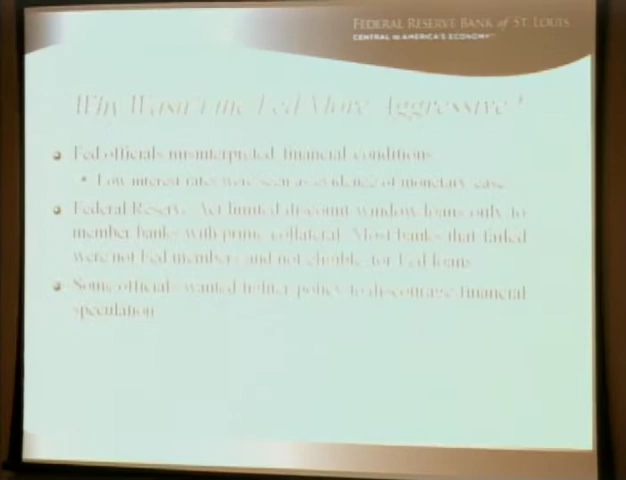 FEDERAL RESERVE BANK of ST. LOUIS
CENTRAL to AMERICA'S ECONOMY
Why Wasn't the Fed More Aggressive?
Fed officials misinterpreted financial conditions
Low interest rates were seen as evidence of monetary ease
Federal Reserve Act limited discount window loans only to
member banks with prime collateral. Most banks that failed
were not Fed members and not eligible for Fed loans
Some officials wanted tighter policy to discourage financial
speculation